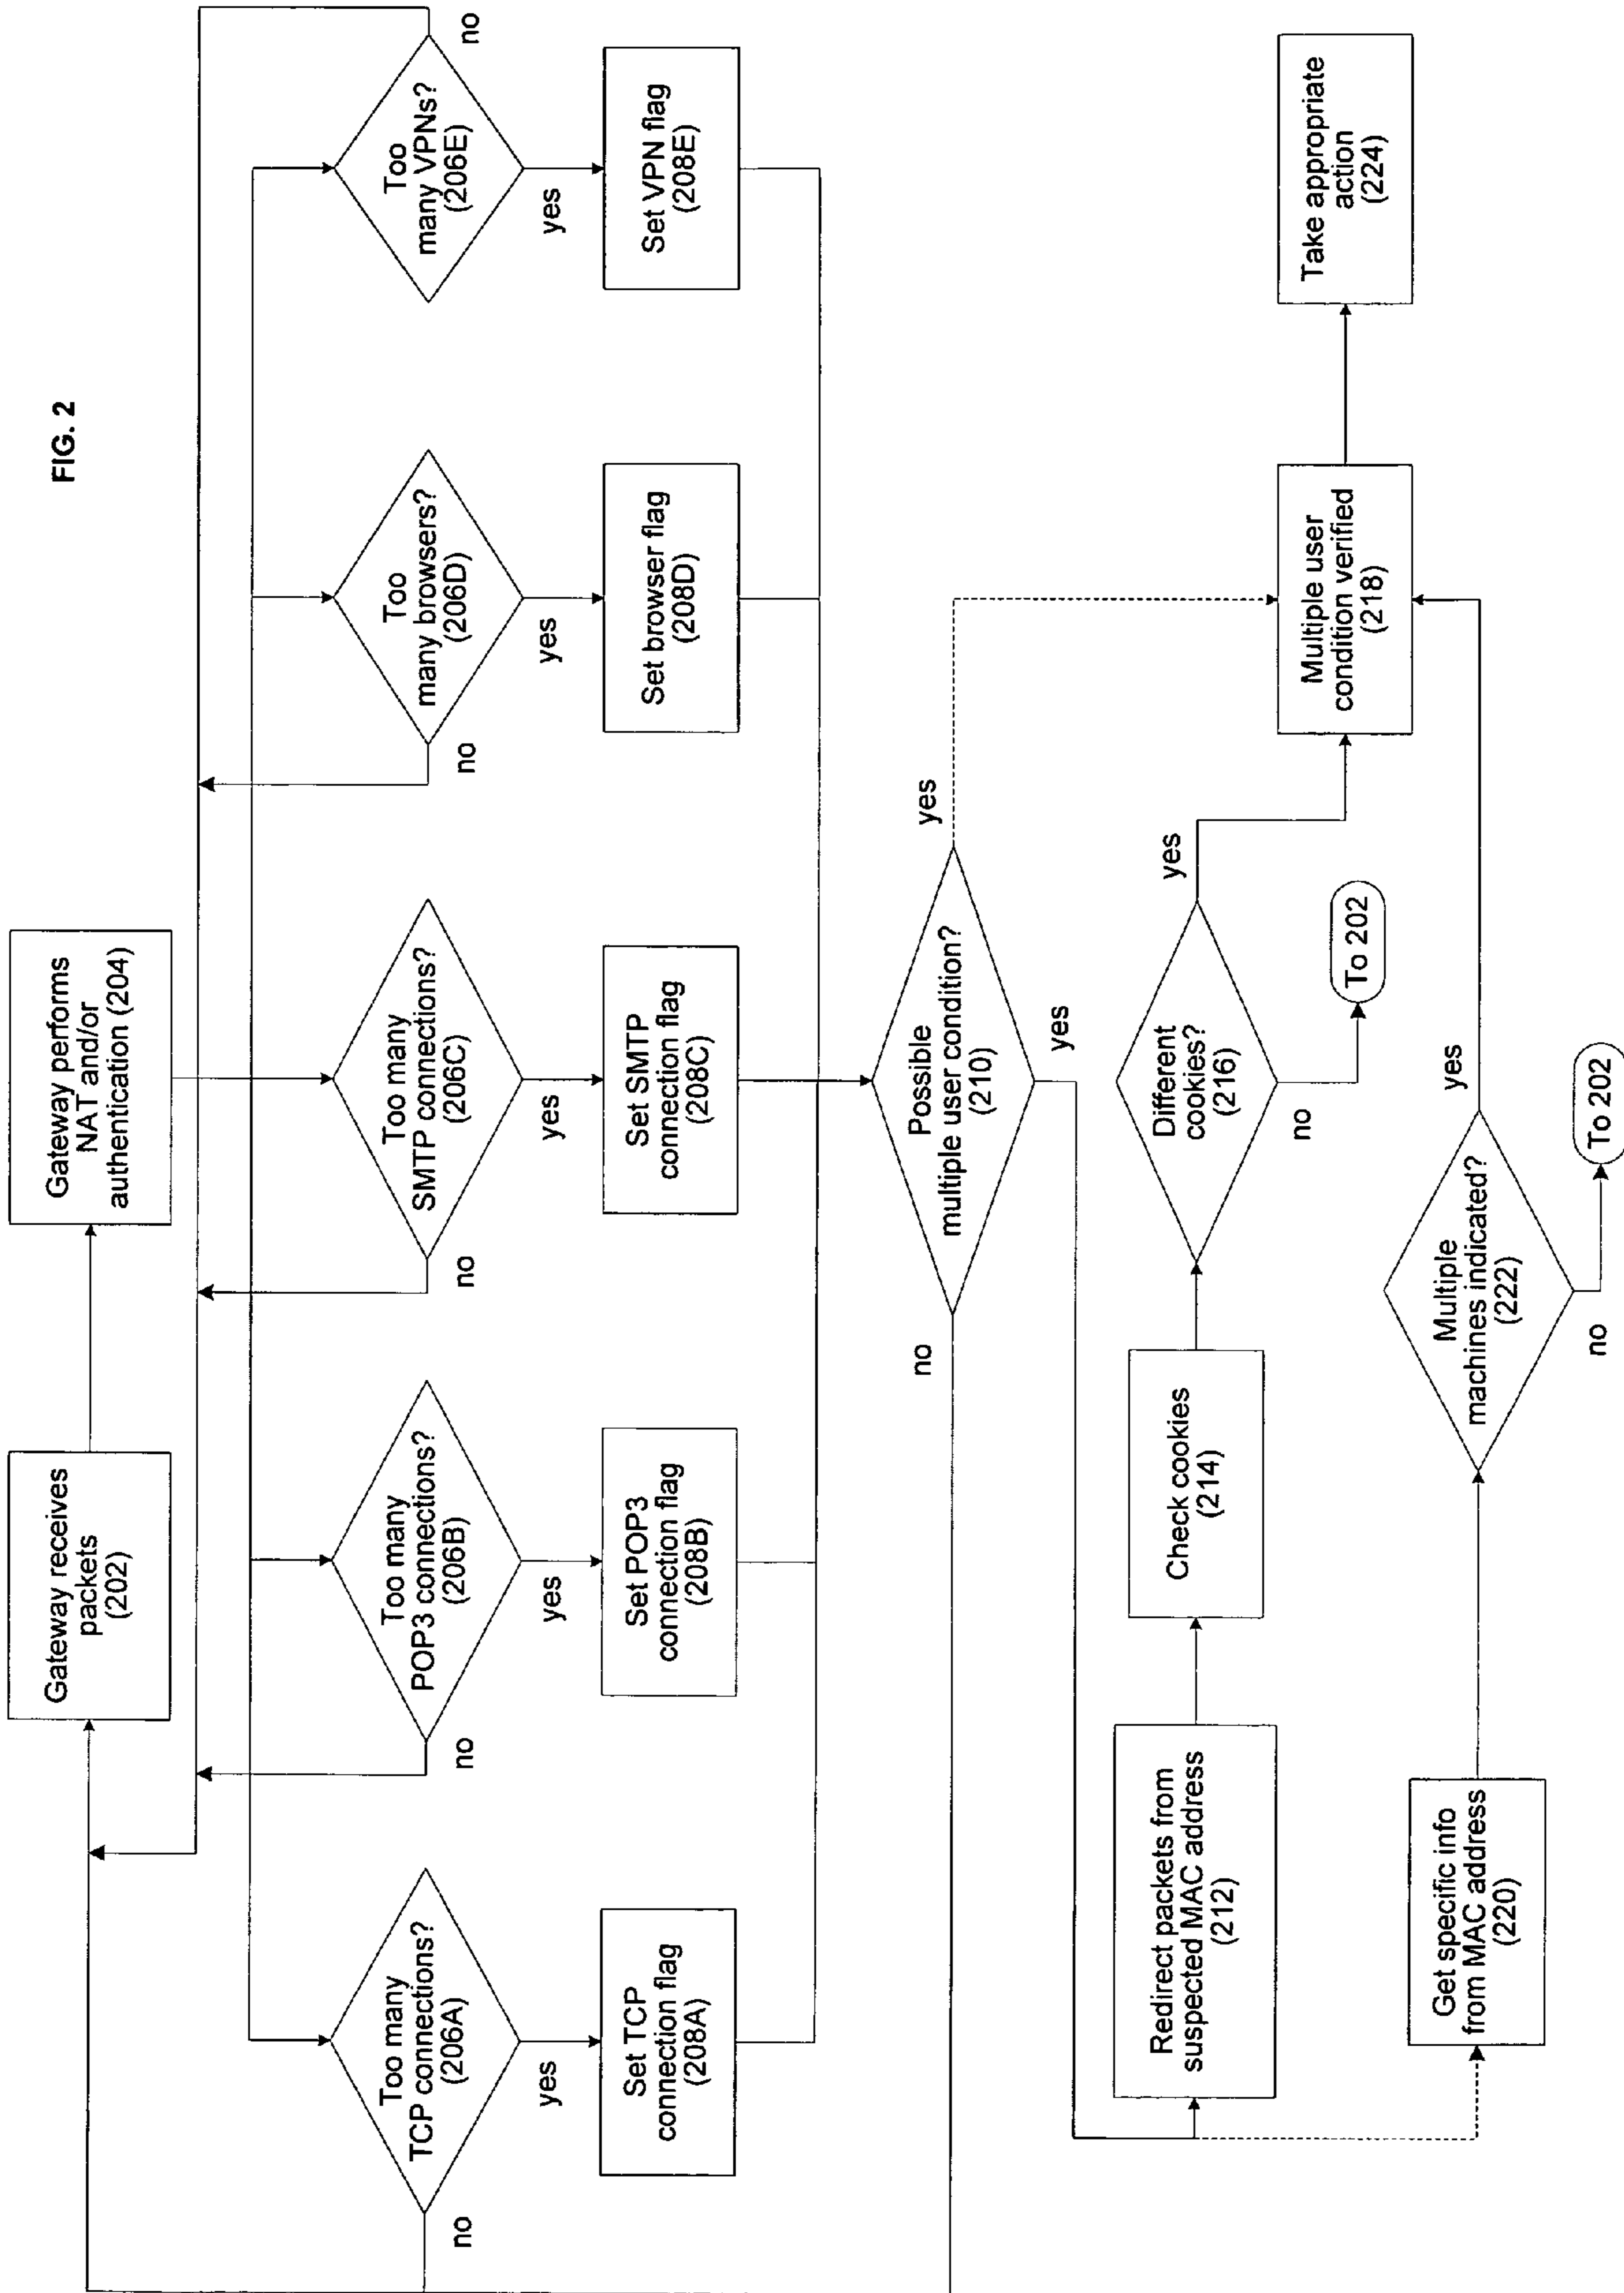 FIG. 2
Gateway receives
packets
(202)
Gateway performs
NAT and/or
authentication (204)
Too many
TCP connections?
(206A)
no
yes
Set TCP
connection flag
(208A)
Too many
POP3 connections?
(206B)
no
yes
Set POP3
connection flag
(208B)
Too many
SMTP connections?
(206C)
no
yes
Set SMTP
connection flag
(208C)
Too
many browsers?
(206D)
no
yes
Set browser flag
(208D)
Too
many VPNs?
(206E)
no
yes
Set VPN flag
(208E)
Possible
multiple user condition?
(210)
no
yes
yes
Redirect packets from
suspected MAC address
(212)
Check cookies
(214)
Different
cookies?
(216)
yes
no
To 202
Multiple user
condition verified
(218)
Take appropriate
action
(224)
Get specific info
from MAC address
(220)
Multiple
machines indicated?
(222)
yes
no
To 202